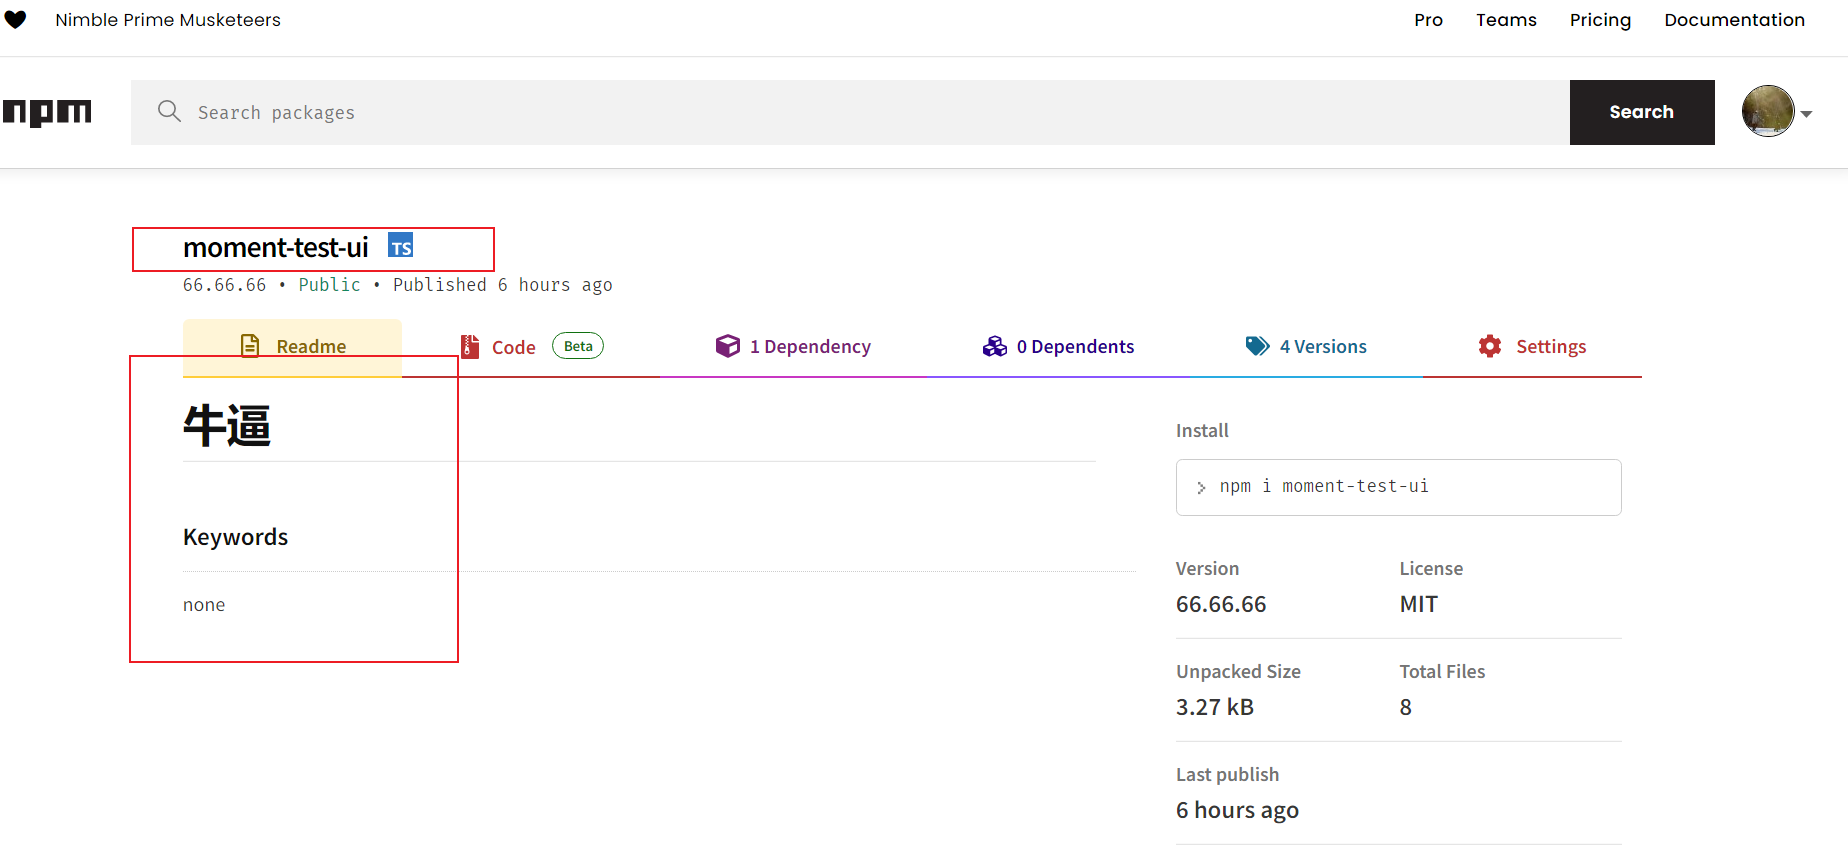 Nimble Prime Musketeers
Pro Teams Pricing Documentation
npm
Search packages
Search
moment-test-ui TS
66.66.66 • Public • Published 6 hours ago
Readme
Code Beta
1 Dependency
0 Dependents
4 Versions
Settings
牛逼
Keywords
none
Install
npm i moment-test-ui
Version
66.66.66
License
MIT
Unpacked Size
3.27 kB
Total Files
8
Last publish
6 hours ago